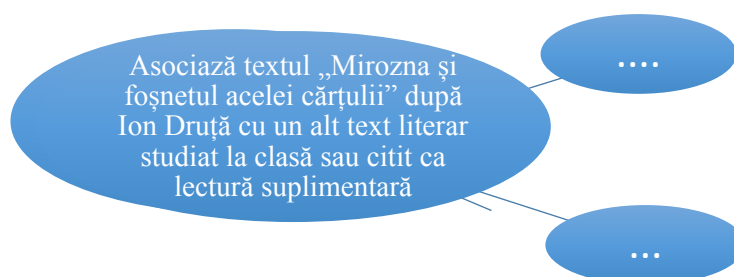 Asociază textul „Mirozna și
foșnetul acelei cărțulii” după
Ion Druță cu un alt text literar
studiat la clasă sau citit ca
lectură suplimentară
....
...